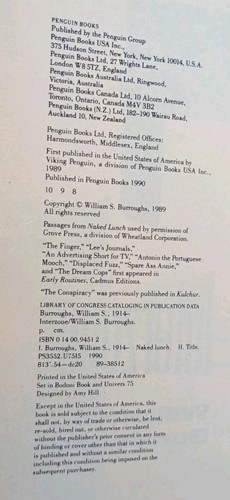 PENGUIN BOOKS
Published by the Penguin Group
Penguin Books USA Inc.,
375 Hudson Street, New York, New York 10014, U.S.A.
Penguin Books Ltd, 27 Wrights Lane,
London W8 5TZ, England
Penguin Books Australia Ltd, Ringwood,
Victoria, Australia
Penguin Books Canada Ltd, 10 Alcorn Avenue,
Toronto, Ontario, Canada M4V 3B2
Penguin Books (N.Z.) Ltd, 182-190 Wairau Road,
Auckland 10, New Zealand
Penguin Books Ltd, Registered Offices:
Harmondsworth, Middlesex, England
First published in the United States of America by
Viking Penguin, a division of Penguin Books USA Inc.,
1989
Published in Penguin Books 1990
10 9 8
Copyright © William S. Burroughs, 1989
All rights reserved
Passages from Naked Lunch used by permission of
Grove Press, a division of Wheatland Corporation.
"The Finger," "Lee's Journals,"
"An Advertising Short for TV," "Antonio the Portuguese
Mooch," "Displaced Fuzz," "Spare Ass Annie,"
and "The Dream Cops" first appeared in
Early Routines, Cadmus Editions.
"The Conspiracy" was previously published in Kulchur.
LIBRARY OF CONGRESS CATALOGING IN PUBLICATION DATA
Burroughs, William S., 1914–
Interzone/William S. Burroughs.
p. cm.
ISBN 0 14 00.9451 2
I. Burroughs, William S., 1914– Naked lunch. II. Title.
PS3552.U7515 1990
813'.54—dc20 89-38512
Printed in the United States of America
Set in Bodoni Book and Univers 75
Designed by Amy Hill
Except in the United States of America, this
book is sold subject to the condition that it
shall not, by way of trade or otherwise, be lent,
re-sold, hired out, or otherwise circulated
without the publisher's prior consent in any form
of binding or cover other than that in which it
is published and without a similar condition
including this condition being imposed on the
subsequent purchaser.